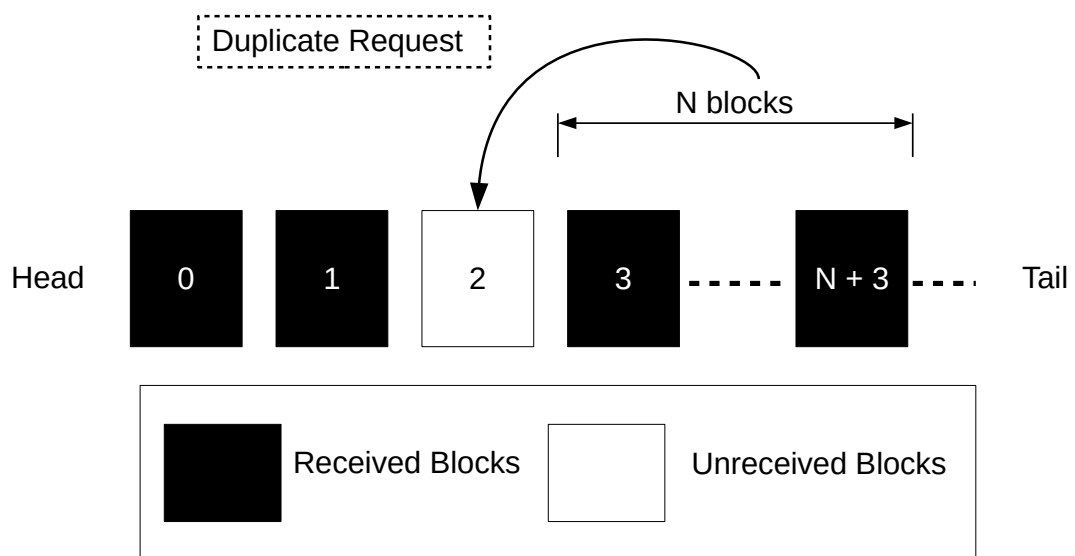 Duplicate Request
N blocks
Head 0 1 2 3 N + 3 Tail
Received Blocks Unreceived Blocks